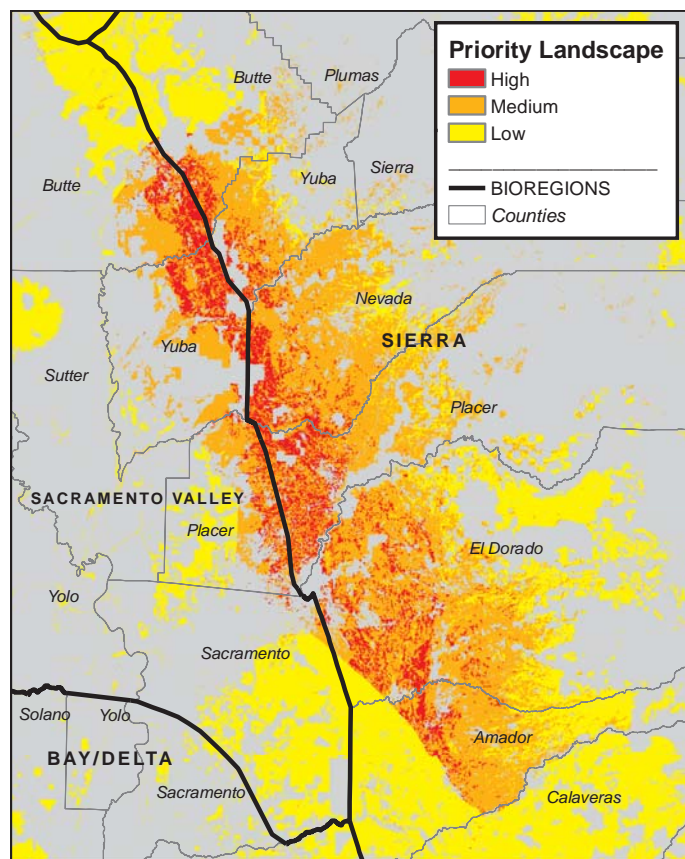 Priority Landscape
High
Medium
Low
BIOREGIONS
Counties
Butte
Plumas
Sierra
Yuba
Butte
Nevada
SIERRA
Yuba
Sutter
Placer
SACRAMENTO VALLEY
Placer
El Dorado
Yolo
Sacramento
Solano
Yolo
Amador
BAY/DELTA
Sacramento
Calaveras